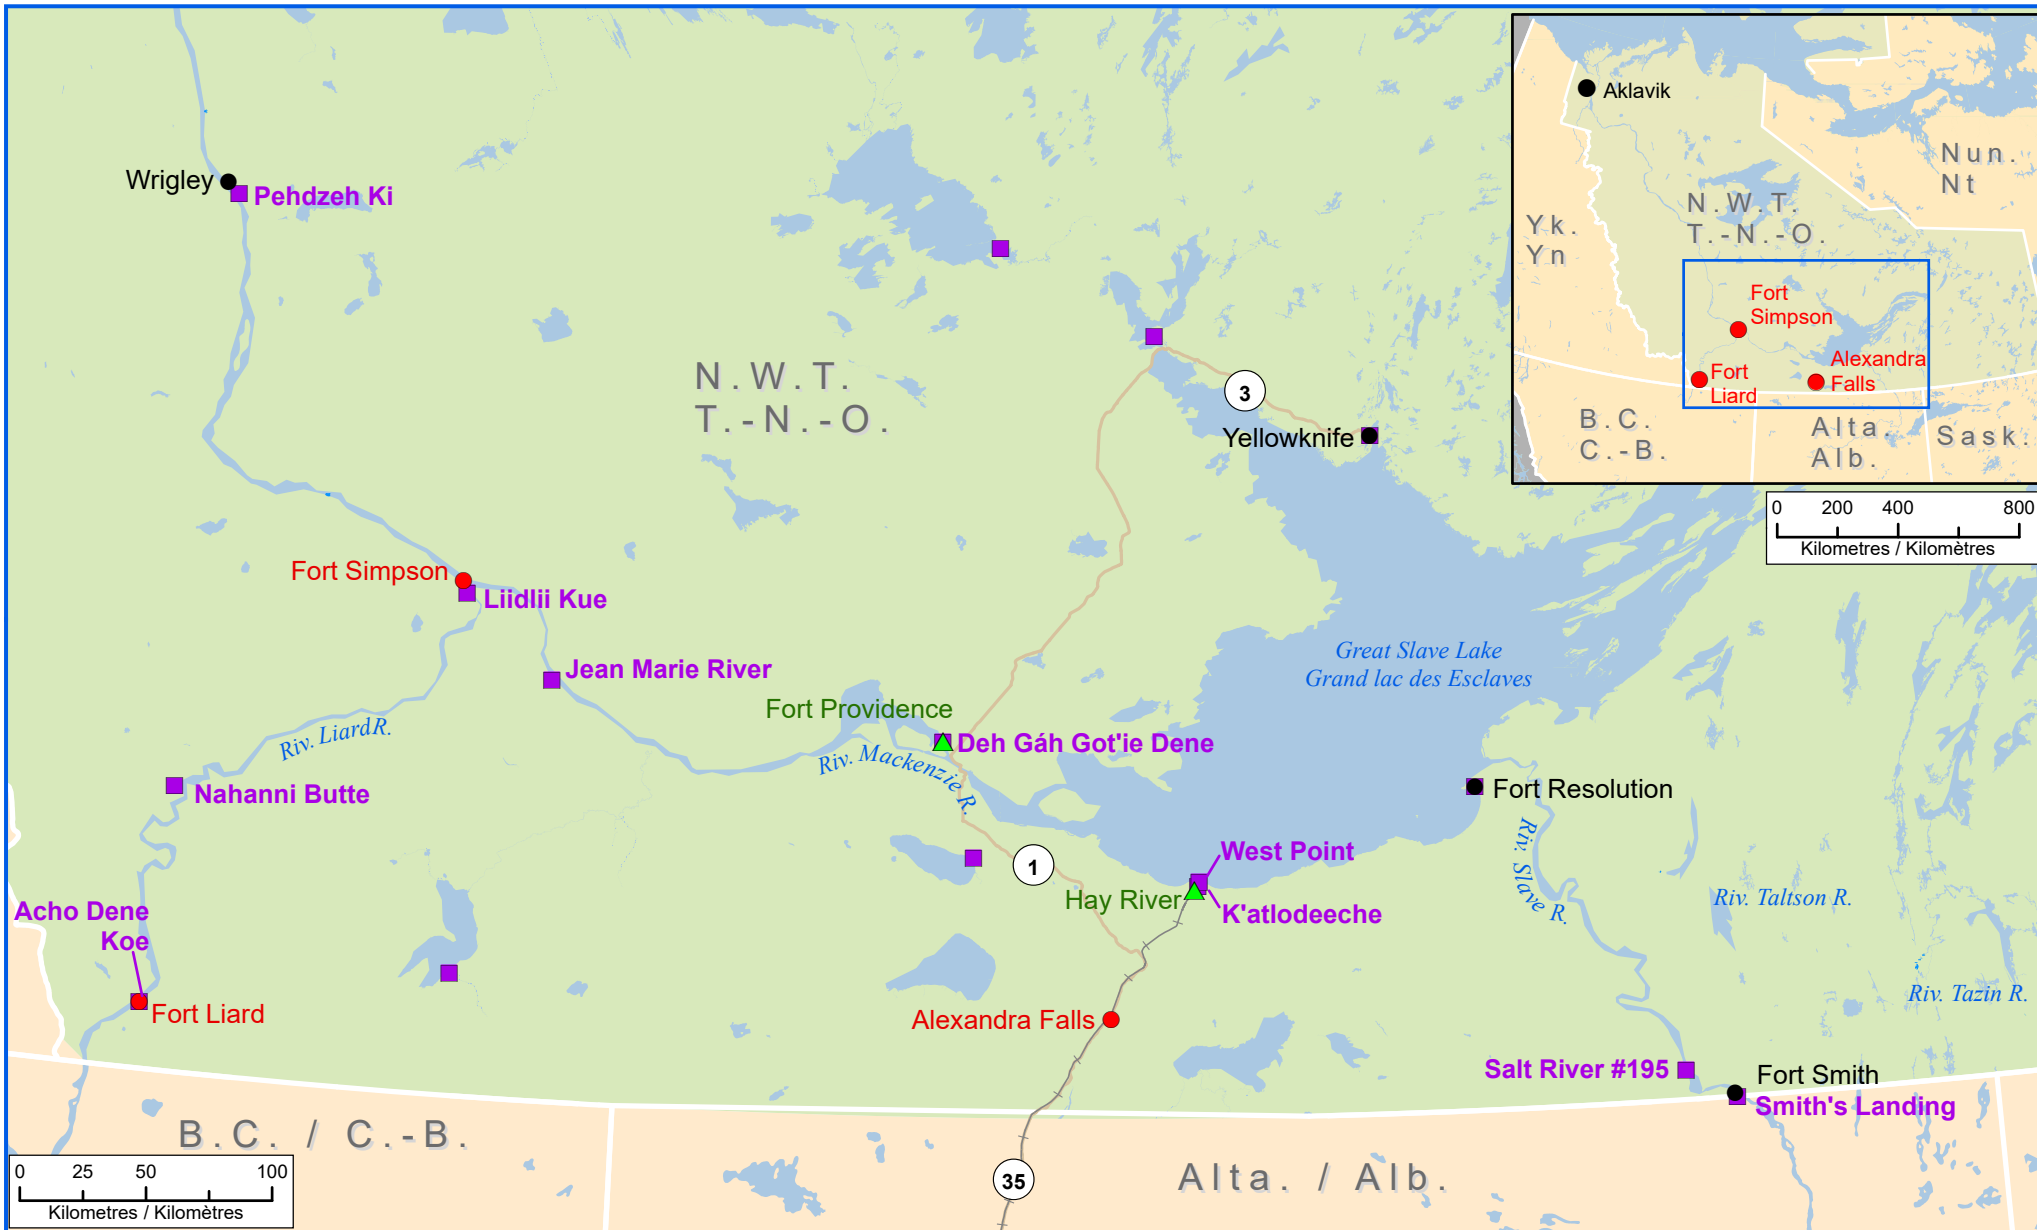 Aklavik
Nun.
Nt
N.W.T.
T.-N.-O.
Yk.
Yn
Fort
Simpson
Alexandra
Falls
Fort
Liard
B.C.
C.-B.
Alta.
Alb.
Sask.
0 200 400 800
Kilometres / Kilomètres
Wrigley
Pehdzeh Ki
N.W.T.
T.-N.-O.
3
Yellowknife
Fort Simpson
Liidlii Kue
Jean Marie River
Great Slave Lake
Grand lac des Esclaves
Fort Providence
Deh Gáh Got'ie Dene
Riv. Liard R.
Riv. Mackenzie R.
Nahanni Butte
Fort Resolution
Riv. Slave R.
West Point
1
Hay River
K'atlodeeche
Riv. Taltson R.
Acho Dene
Koe
Fort Liard
Alexandra Falls
Riv. Tazin R.
Salt River #195
Fort Smith
Smith's Landing
B.C. / C.-B.
Alta. / Alb.
35
0 25 50 100
Kilometres / Kilomètres